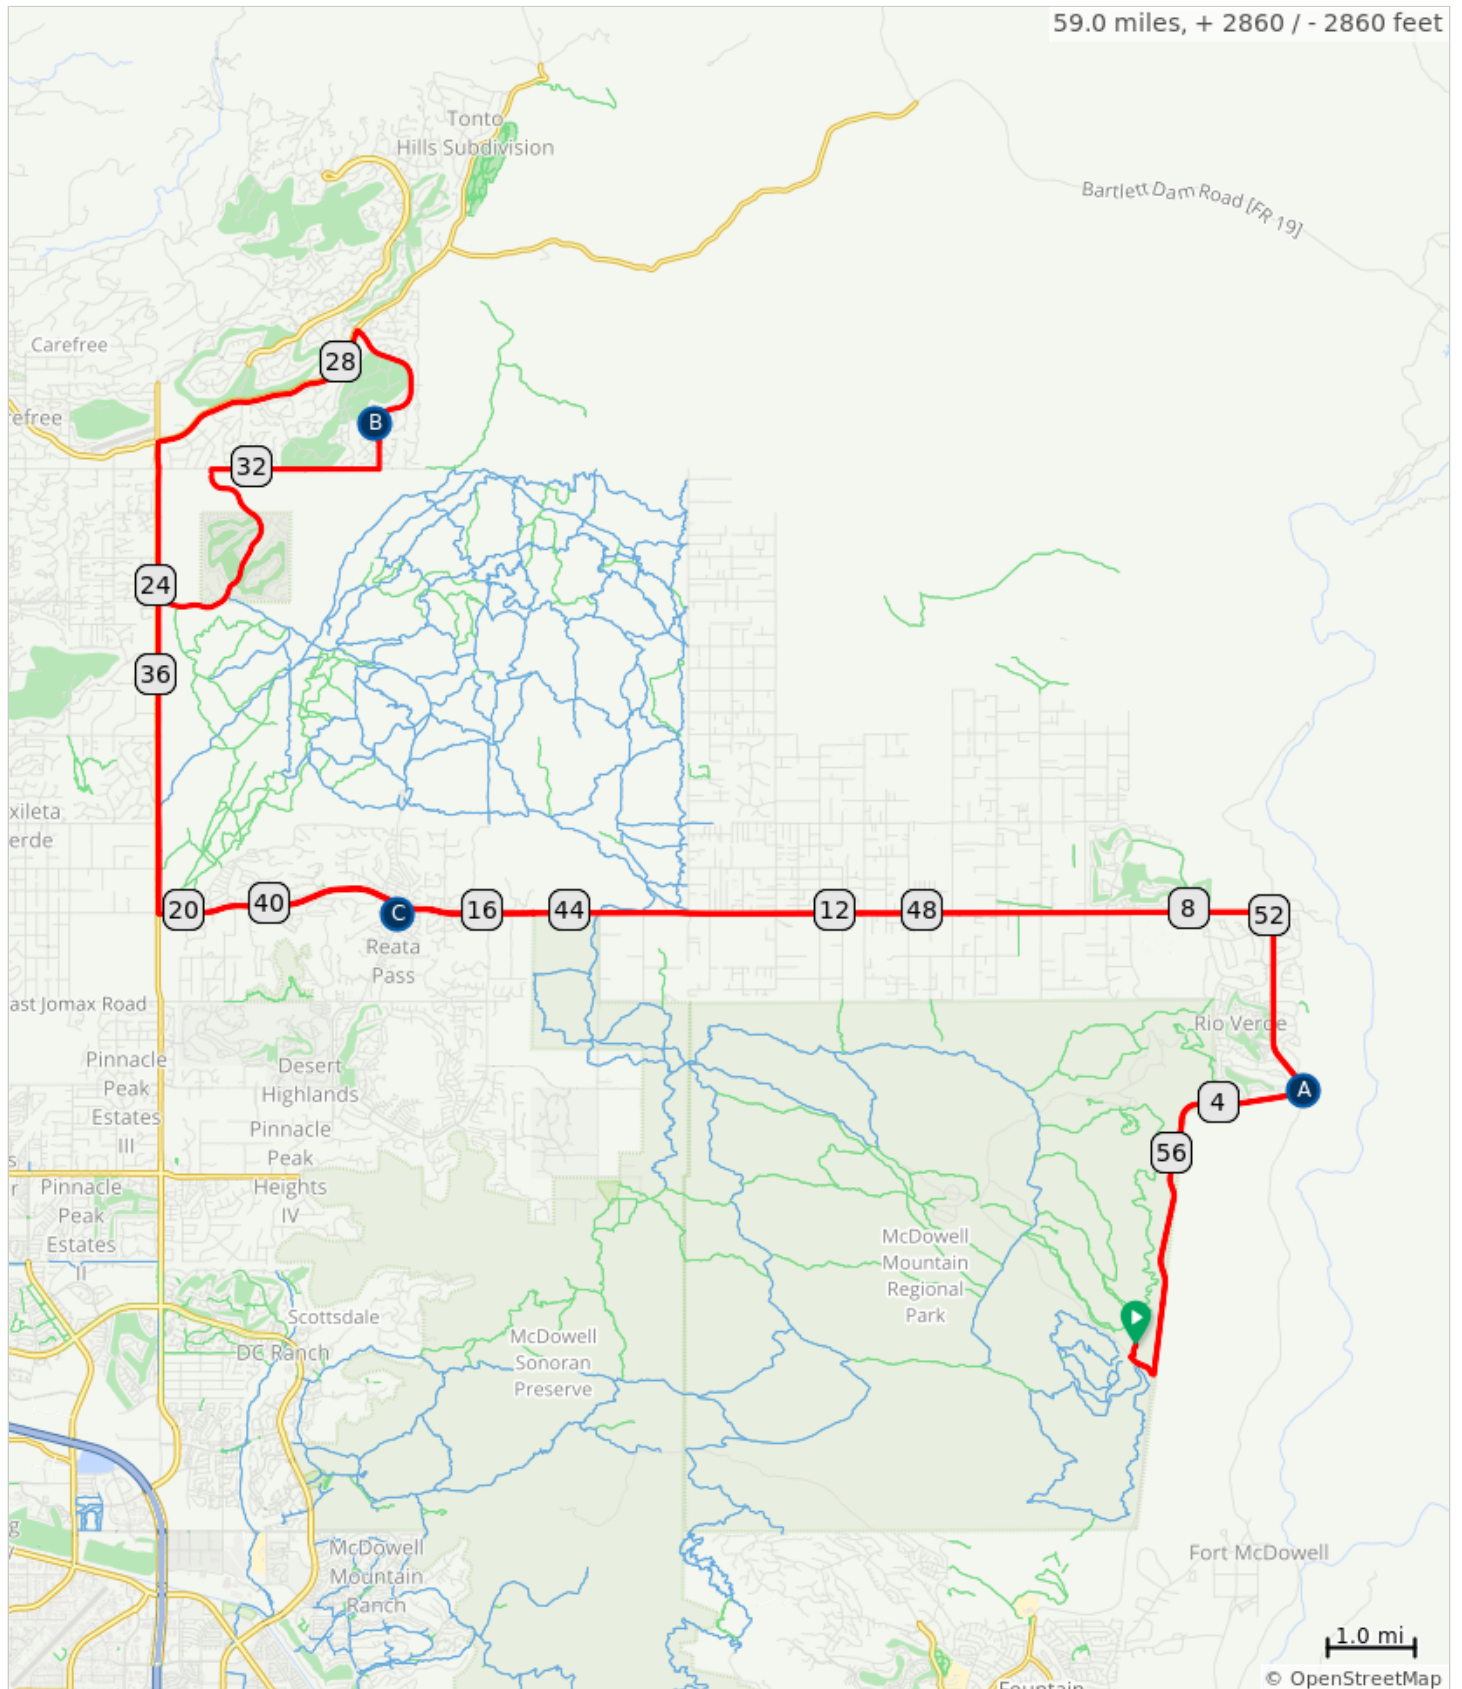 59.0 miles, + 2860 / - 2860 feet
Tonto
Hills Subdivision
Bartlett Dam Road [FR 19]
Carefree
28
refree
B
32
24
36
xileta
erde
20
40
C
16
44
12
48
8
52
Reata
Pass
ast Jomax Road
Rio Verde
Pinnacle
Peak
Estates
III
Desert
Highlands
A
4
56
Pinnacle
Peak
Heights
IV
s
r
Pinnacle
Peak
Estates
II
McDowell
Mountain
Regional
Park
Scottsdale
DC Ranch
McDowell
Sonoran
Preserve
g
y
McDowell
Mountain
Ranch
Fort McDowell
1.0 mi
Fountain
© OpenStreetMap